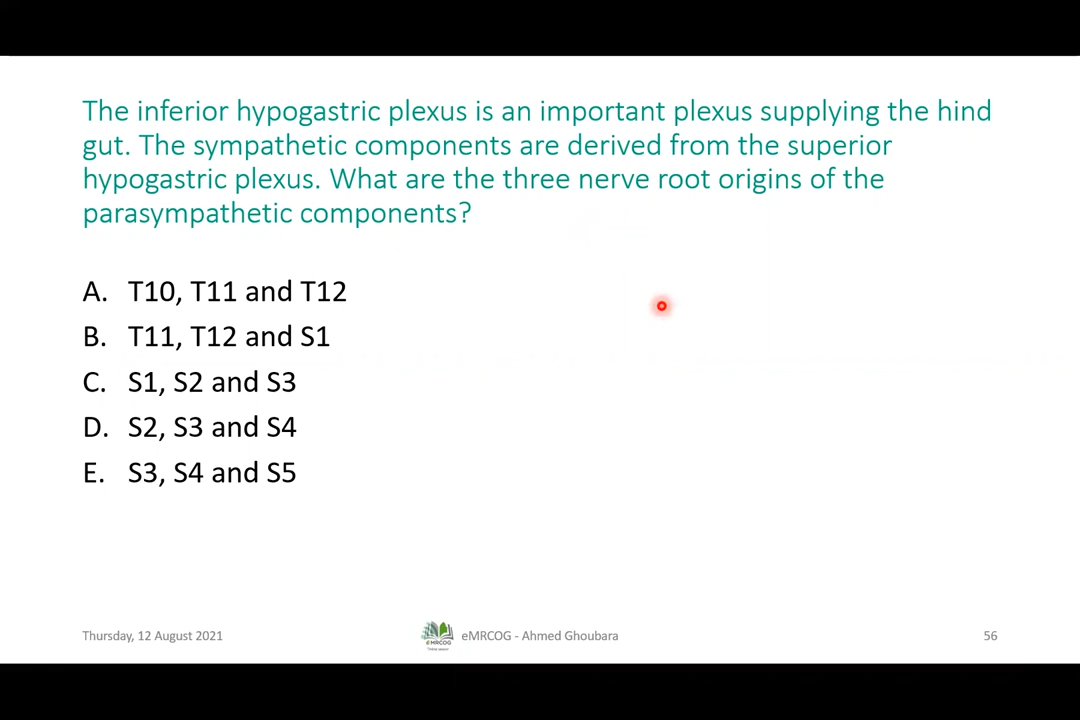 The inferior hypogastric plexus is an important plexus supplying the hind
gut. The sympathetic components are derived from the superior
hypogastric plexus. What are the three nerve root origins of the
parasympathetic components?
A. T10, T11 and T12
B. T11, T12 and S1
C. S1, S2 and S3
D. S2, S3 and S4
E. S3, S4 and S5
Thursday, 12 August 2021
eMRCOG
eMRCOG - Ahmed Ghoubara
56